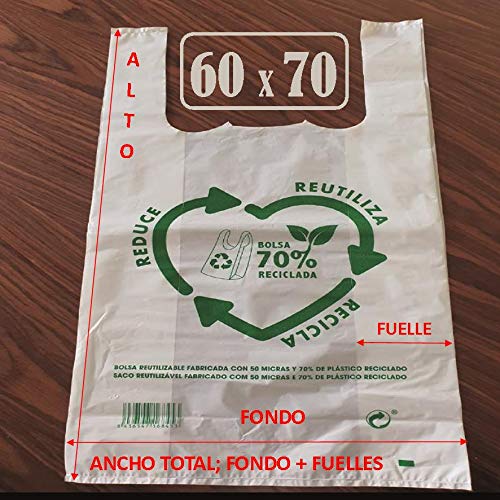 60 x 70
ALTO
REDUCE
REUTILIZA
RECICLA
BOLSA
70%
RECICLADA
FUELLE
BOLSA REUTILIZABLE FABRICADA CON 50 MICRAS Y 70% DE PLÁSTICO RECICLADO
SACO REUTILIZÁVEL FABRICADO COM 50 MICRAS E 70% DE PLÁSTICO RECICLADO
FONDO
ANCHO TOTAL; FONDO + FUELLES